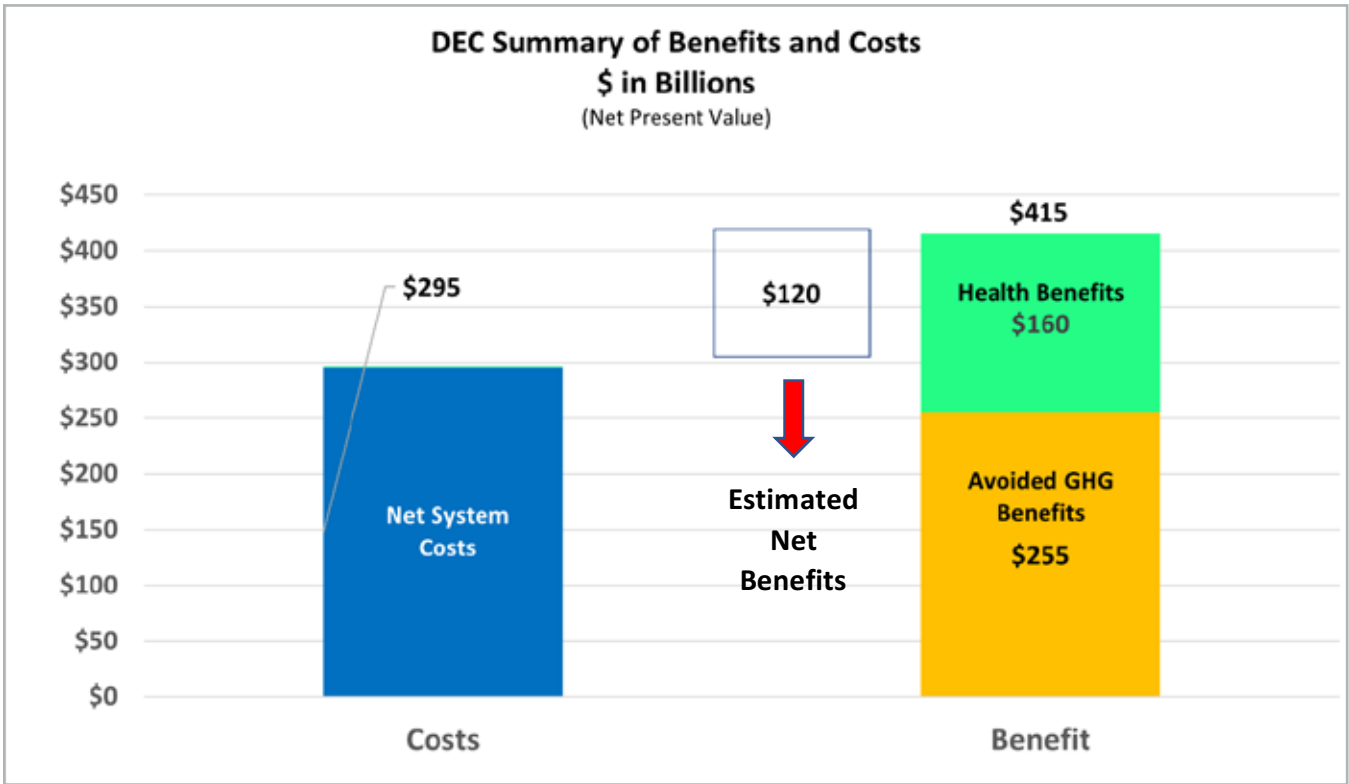 DEC Summary of Benefits and Costs
$ in Billions
(Net Present Value)
$450
$400
$350
$300
$250
$200
$150
$100
$50
$0
$295
Net System
Costs
$120
Estimated
Net
Benefits
$415
Health Benefits
$160
Avoided GHG
Benefits
$255
Costs
Benefit